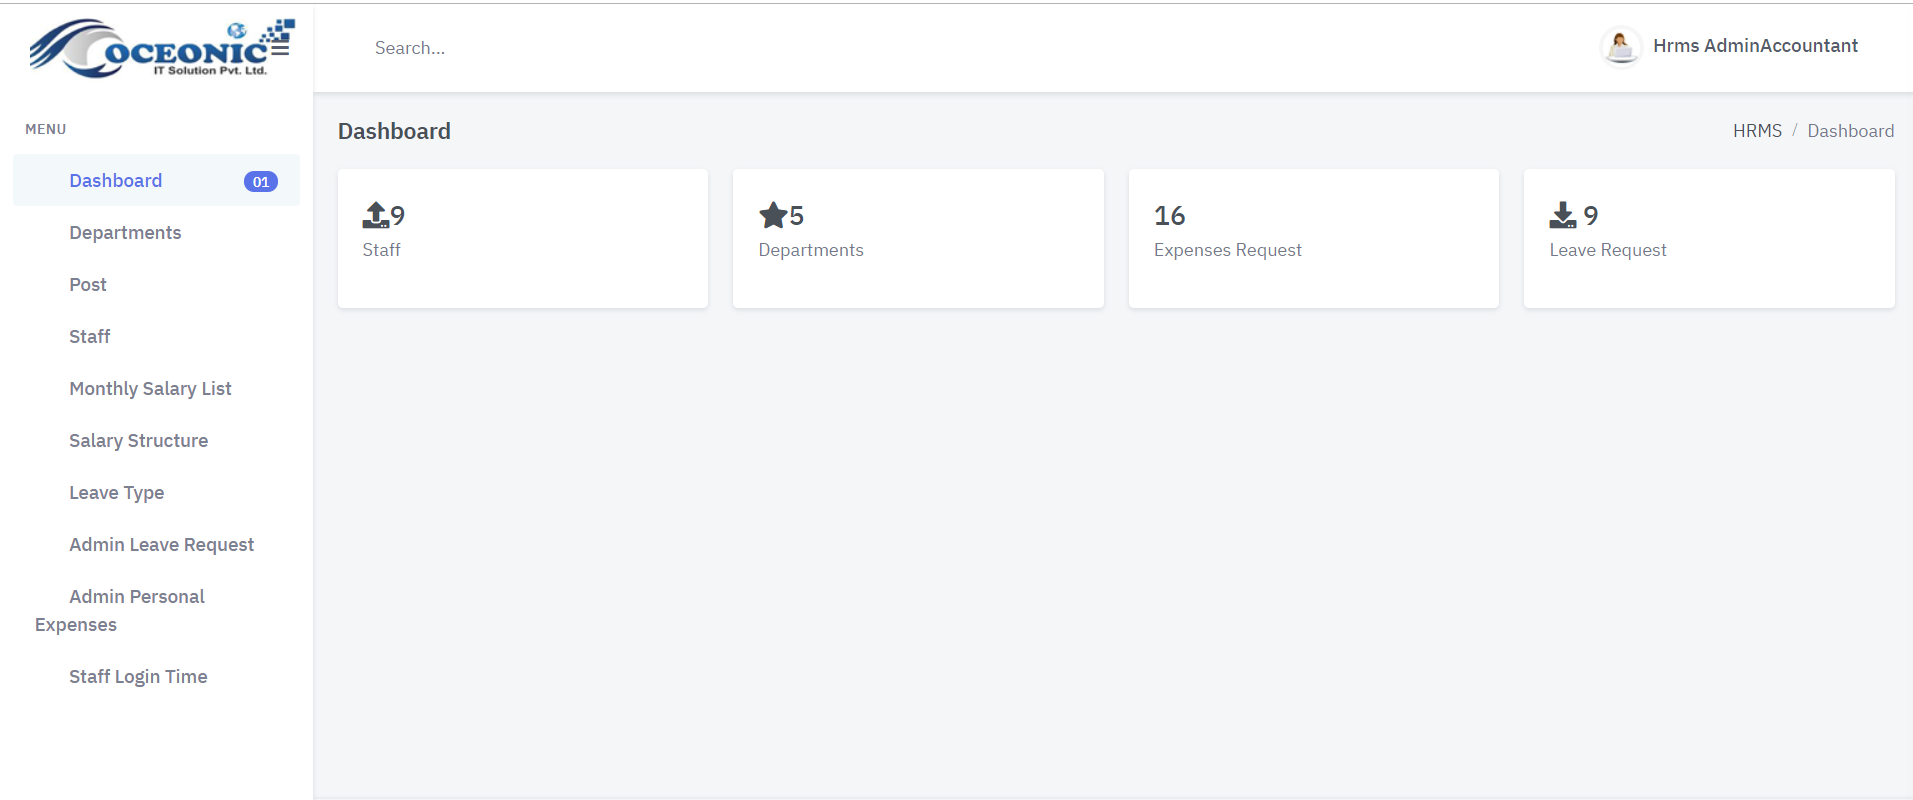 OCEONIC
IT Solution Pvt. Ltd.
Search...
Hrms AdminAccountant
MENU
Dashboard 01
Departments
Post
Staff
Monthly Salary List
Salary Structure
Leave Type
Admin Leave Request
Admin Personal
Expenses
Staff Login Time
Dashboard
HRMS / Dashboard
9
Staff
5
Departments
16
Expenses Request
9
Leave Request